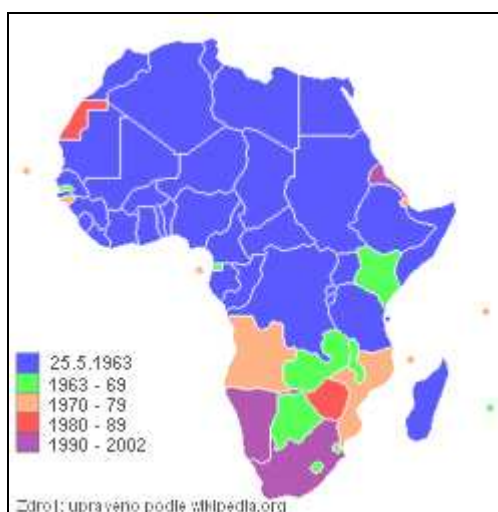 25.5.1963
1963 - 69
1970 - 79
1980 - 89
1990 - 2002
Zdroj: upraveno podle wikipedia.org